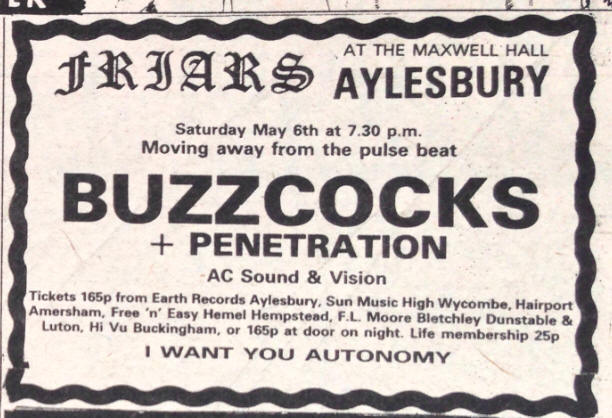 ER
FRIARS
AT THE MAXWELL HALL
AYLESBURY
Saturday May 6th at 7.30 p.m.
Moving away from the pulse beat
BUZZCOCKS
+ PENETRATION
AC Sound & Vision
Tickets 165p from Earth Records Aylesbury, Sun Music High Wycombe, Hairport
Amersham, Free 'n' Easy Hemel Hempstead, F.L. Moore Bletchley Dunstable &
Luton, Hi Vu Buckingham, or 165p at door on night. Life membership 25p
I WANT YOU AUTONOMY